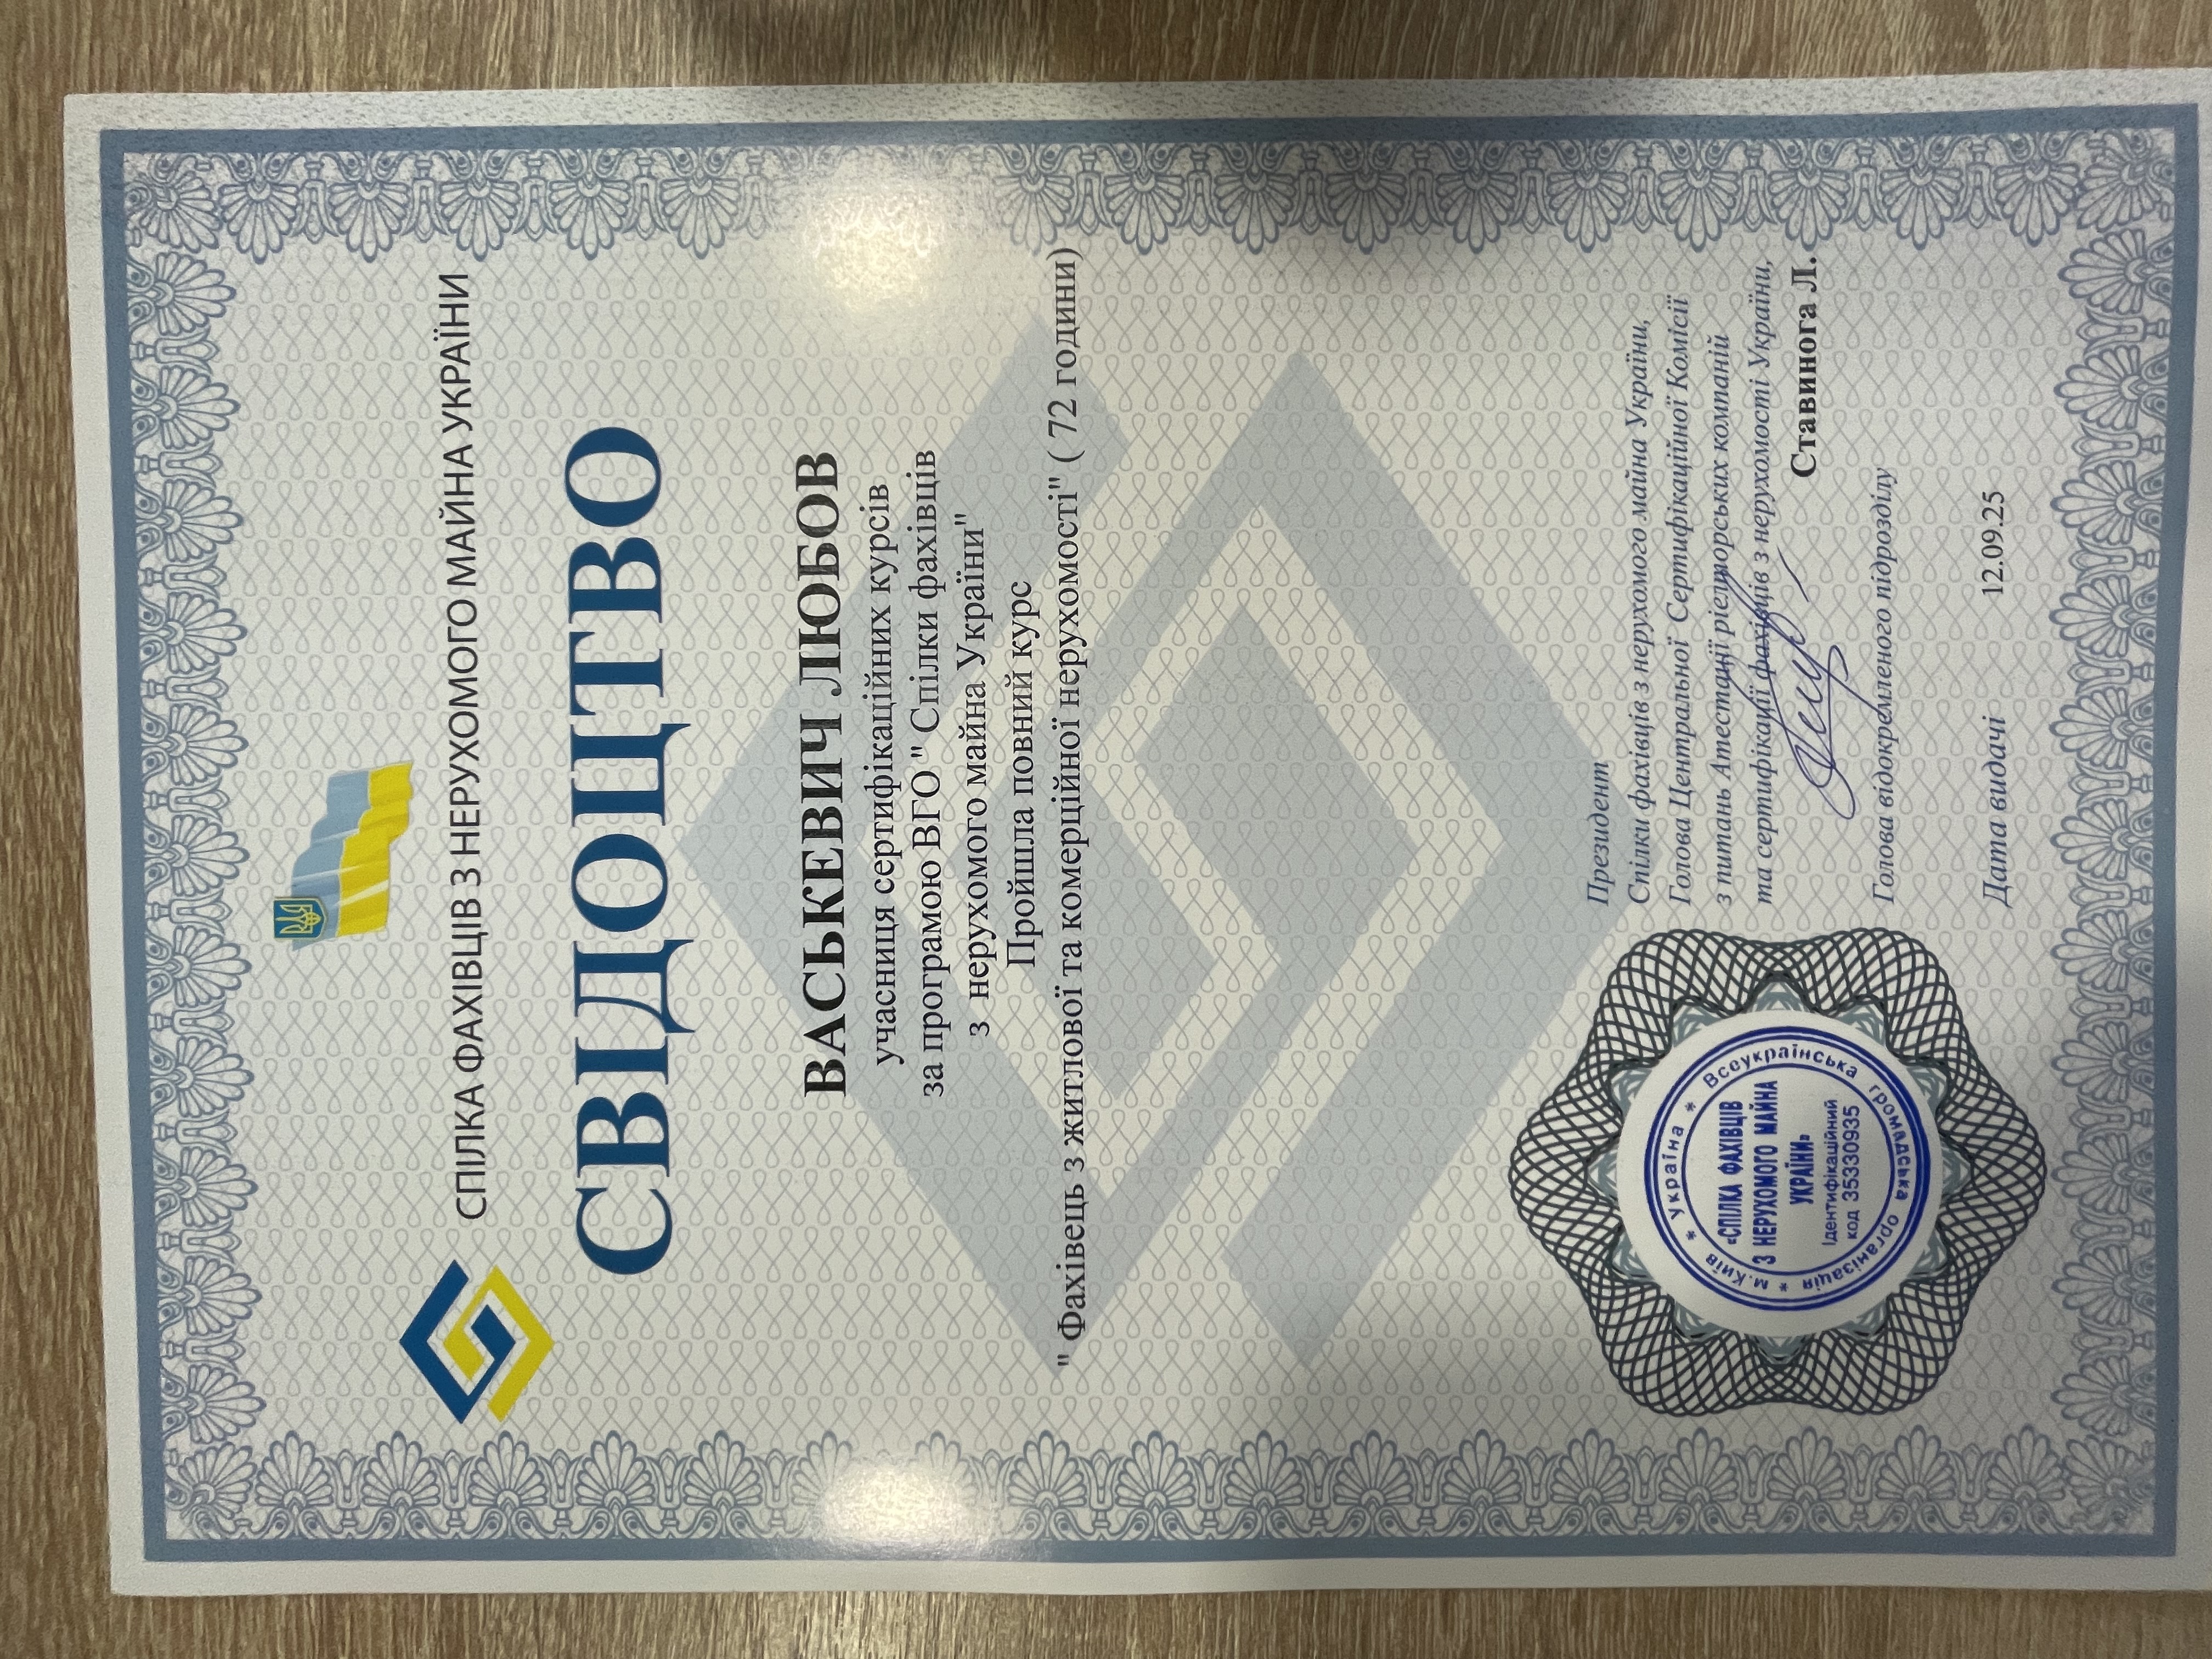 СПІЛКА ФАХІВЦІВ З НЕРУХОМОГО МАЙНА УКРАЇНИ
СВІДОЦТВО
ВАСЬКЕВИЧ ЛЮБОВ
учасниця сертифікаційних курсів
за програмою ВГО " Спілки фахівців
з нерухомого майна України"
Пройшла повний курс
" Фахівець з житлової та комерційної нерухомості" ( 72 години)
Президент
Спілки фахівців з нерухомого майна України,
Голова Центральної Сертифікаційної Комісії
з питань Атестації рієлторських компаній
та сертифікації фахівців з нерухомості України,
Ставинога Л.
Голова відокремленого підрозділу
Дата видачі 12.09.25
* Україна * Всеукраїнська громадська організація * м.Київ
«СПІЛКА ФАХІВЦІВ
З НЕРУХОМОГО МАЙНА
УКРАЇНИ»
Ідентифікаційний
код 35330935